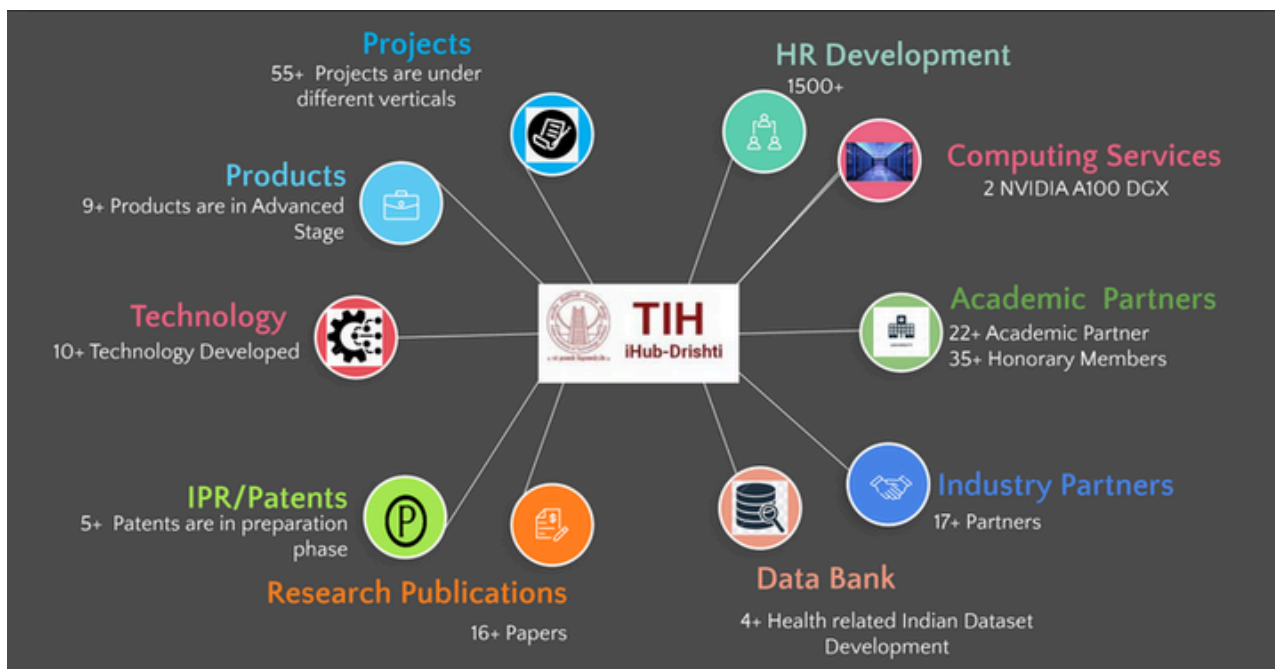 Projects
55+ Projects are under
different verticals
HR Development
1500+
Products
9+ Products are in Advanced
Stage
Computing Services
2 NVIDIA A100 DGX
TIH
iHub-Drishti
Technology
10+ Technology Developed
Academic Partners
22+ Academic Partner
35+ Honorary Members
UNIVERSITY
IPR/Patents
5+ Patents are in preparation
phase
P
Industry Partners
17+ Partners
Research Publications
16+ Papers
Data Bank
4+ Health related Indian Dataset
Development